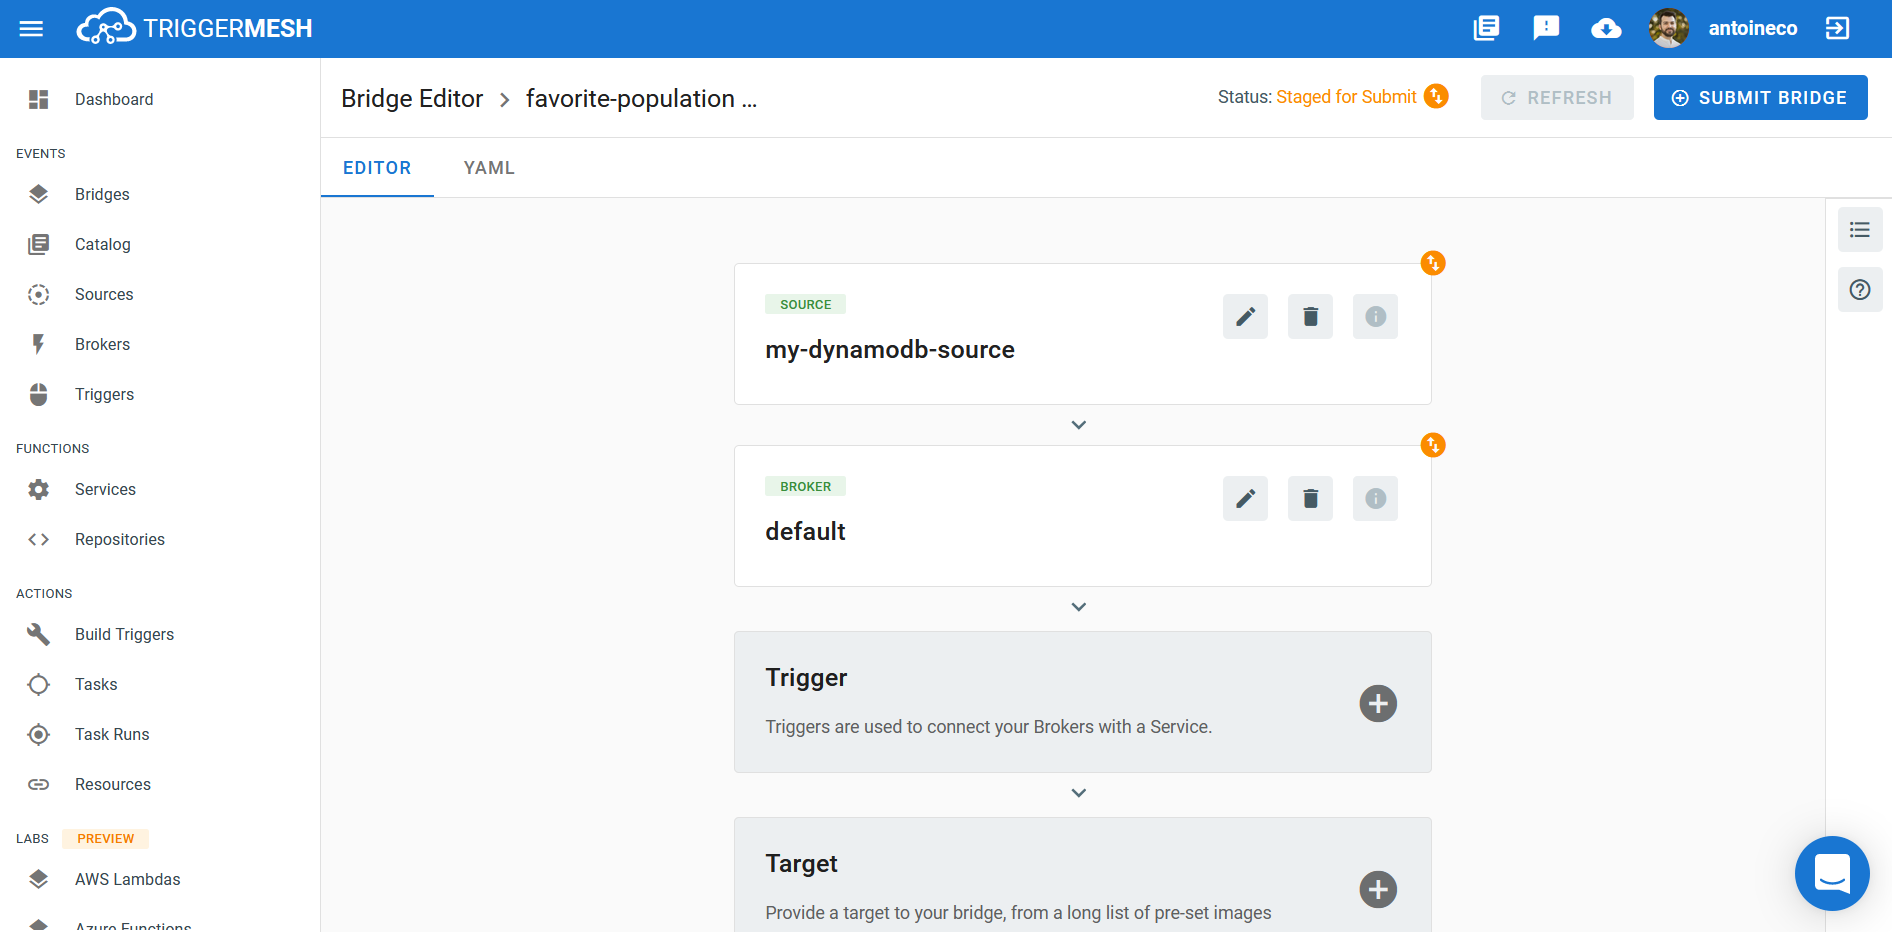 TRIGGERMESH
antoineco
Dashboard
EVENTS
Bridges
Catalog
Sources
Brokers
Triggers
FUNCTIONS
Services
Repositories
ACTIONS
Build Triggers
Tasks
Task Runs
Resources
LABS PREVIEW
AWS Lambdas
Azure Functions
Bridge Editor > favorite-population ...
Status: Staged for Submit
REFRESH
SUBMIT BRIDGE
EDITOR YAML
SOURCE
my-dynamodb-source
BROKER
default
Trigger
Triggers are used to connect your Brokers with a Service.
Target
Provide a target to your bridge, from a long list of pre-set images